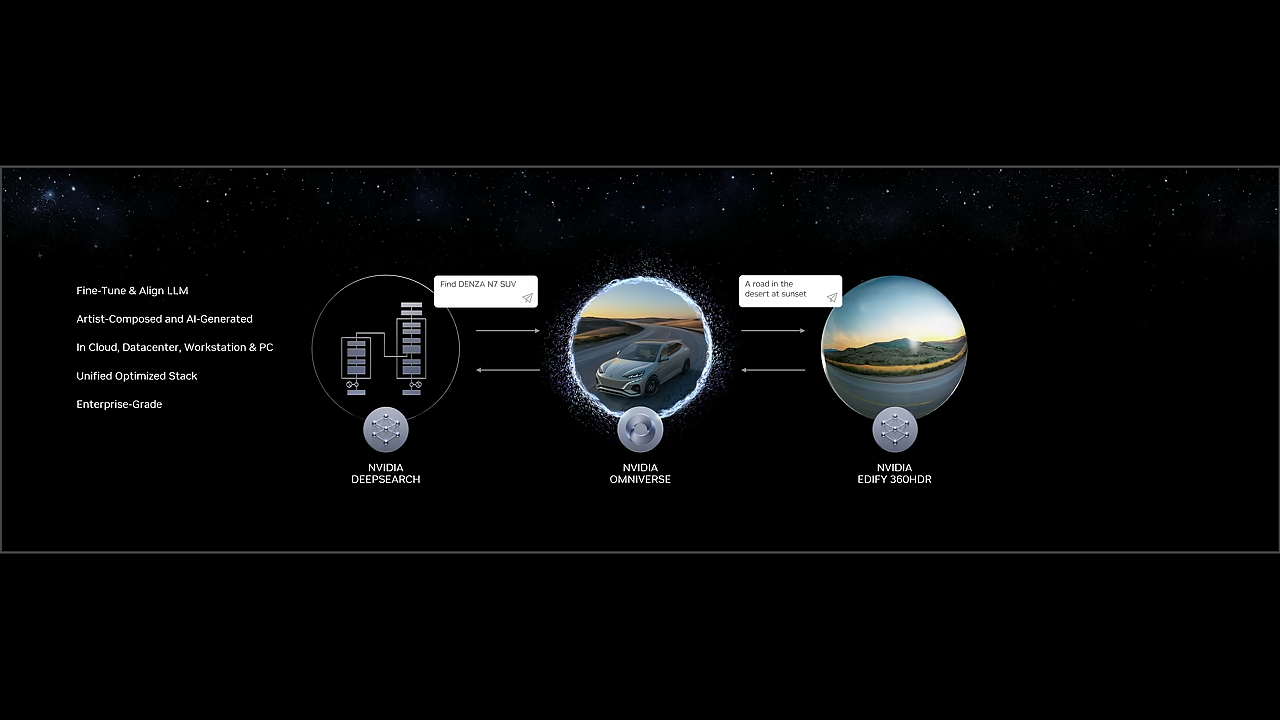 Fine-Tune & Align LLM
Artist-Composed and AI-Generated
In Cloud, Datacenter, Workstation & PC
Unified Optimized Stack
Enterprise-Grade
Find DENZA N7 SUV
NVIDIA
DEEPSEARCH
NVIDIA
OMNIVERSE
A road in the
desert at sunset
NVIDIA
EDIFY 360HDR